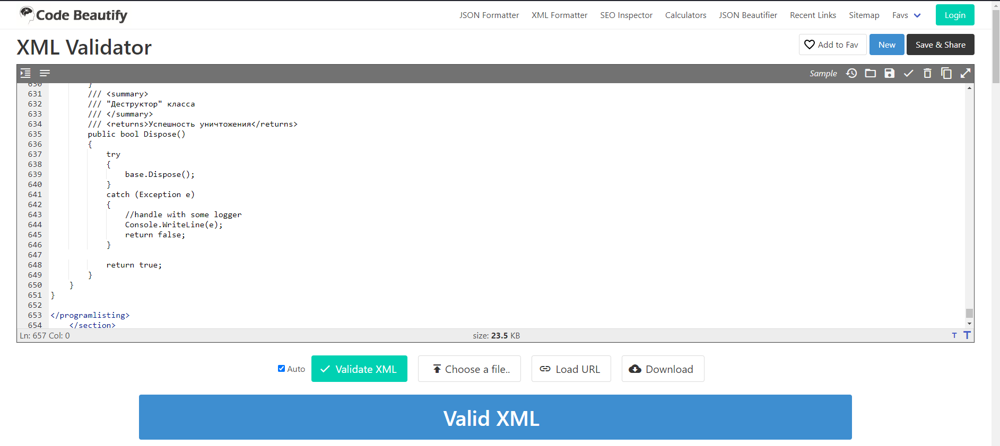 Code Beautify
JSON Formatter XML Formatter SEO Inspector Calculators JSON Beautifier Recent Links Sitemap Favs Login
XML Validator
Add to Fav New Save & Share
Sample
630 }
631 /// <summary>
632 /// "Деструктор" класса
633 /// </summary>
634 /// <returns>Успешность уничтожения</returns>
635 public bool Dispose()
636 {
637 try
638 {
639 base.Dispose();
640 }
641 catch (Exception e)
642 {
643 //handle with some logger
644 Console.WriteLine(e);
645 return false;
646 }
647
648 return true;
649 }
650 }
651 }
652
653 </programlisting>
654 </section>
Ln: 657 Col: 0 size: 23.5 KB T T
Auto Validate XML Choose a file.. Load URL Download
Valid XML